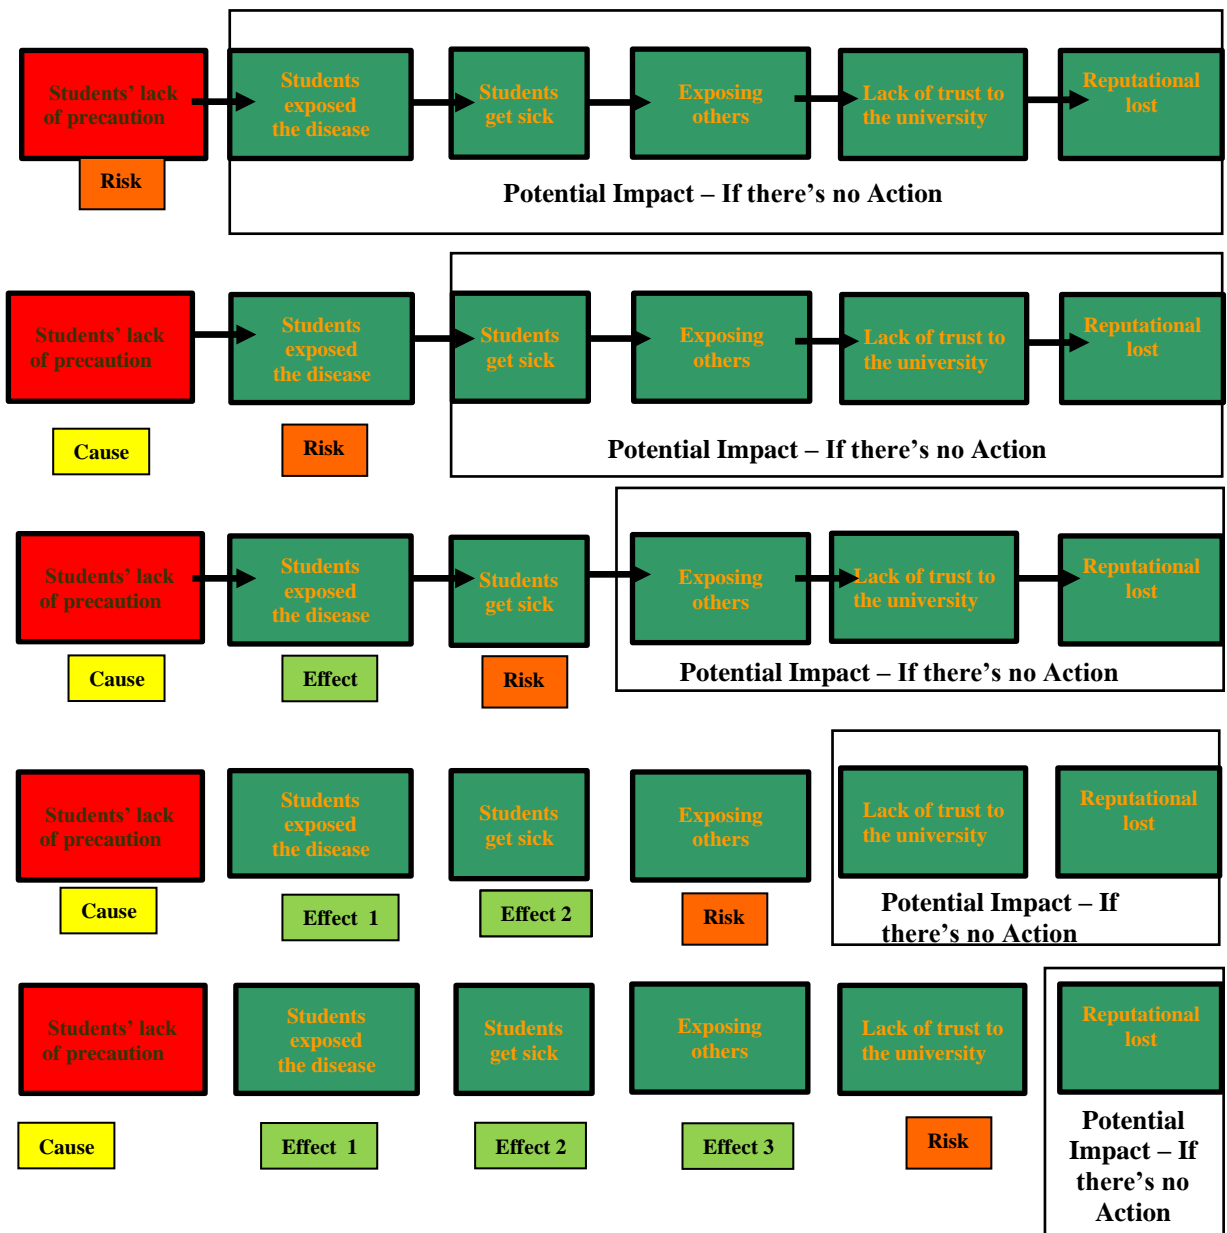 Students’ lack
of precaution
Students
exposed
the disease
Students
get sick
Exposing
others
Lack of trust to
the university
Reputational
lost
Risk
Potential Impact – If there's no Action
Students’ lack
of precaution
Students
exposed
the disease
Students
get sick
Exposing
others
Lack of trust to
the university
Reputational
lost
Cause
Risk
Potential Impact – If there's no Action
Students’ lack
of precaution
Students
exposed
the disease
Students
get sick
Exposing
others
Lack of trust to
the university
Reputational
lost
Cause
Effect
Risk
Potential Impact – If there's no Action
Students’ lack
of precaution
Students
exposed
the disease
Students
get sick
Exposing
others
Lack of trust to
the university
Reputational
lost
Cause
Effect 1
Effect 2
Risk
Potential Impact – If
there's no Action
Students’ lack
of precaution
Students
exposed
the disease
Students
get sick
Exposing
others
Lack of trust to
the university
Reputational
lost
Cause
Effect 1
Effect 2
Effect 3
Risk
Potential
Impact – If
there's no
Action